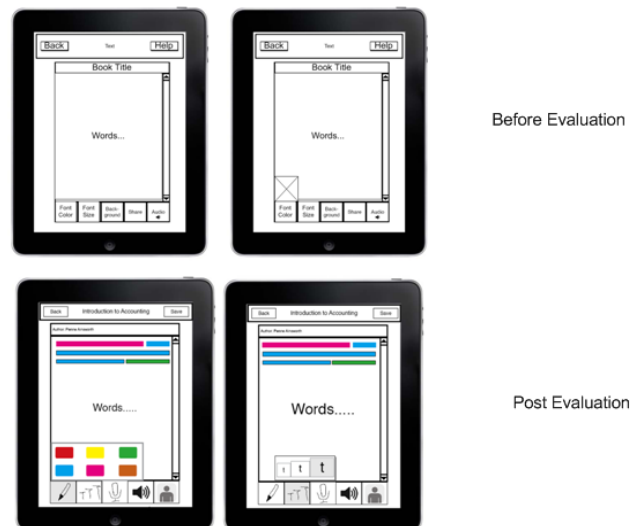 Back Text Help
Book Title
Words...
Font Color Font Size Back-ground Share Audio
Back Text Help
Book Title
Words...
Font Color Font Size Back-ground Share Audio
Before Evaluation
Back Introduction to Accounting Save
Words.....
t T T T
Back Introduction to Accounting Save
Words.....
t t t
t T T T
Post Evaluation